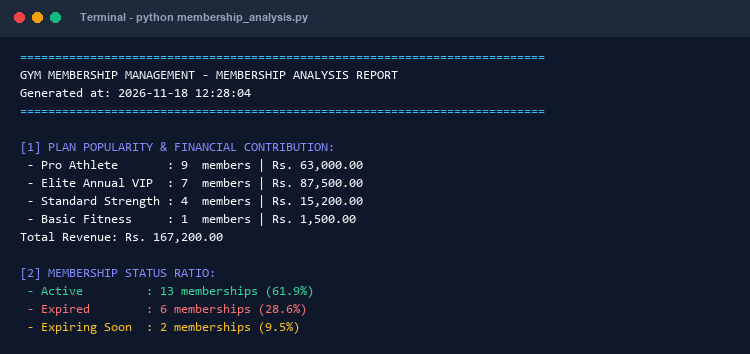 Terminal - python membership_analysis.py
===========================================================================
GYM MEMBERSHIP MANAGEMENT - MEMBERSHIP ANALYSIS REPORT
Generated at: 2026-11-18 12:28:04
===========================================================================
[1] PLAN POPULARITY & FINANCIAL CONTRIBUTION:
- Pro Athlete : 9 members | Rs. 63,000.00
- Elite Annual VIP : 7 members | Rs. 87,500.00
- Standard Strength : 4 members | Rs. 15,200.00
- Basic Fitness : 1 members | Rs. 1,500.00
Total Revenue: Rs. 167,200.00
[2] MEMBERSHIP STATUS RATIO:
- Active : 13 memberships (61.9%)
- Expired : 6 memberships (28.6%)
- Expiring Soon : 2 memberships (9.5%)